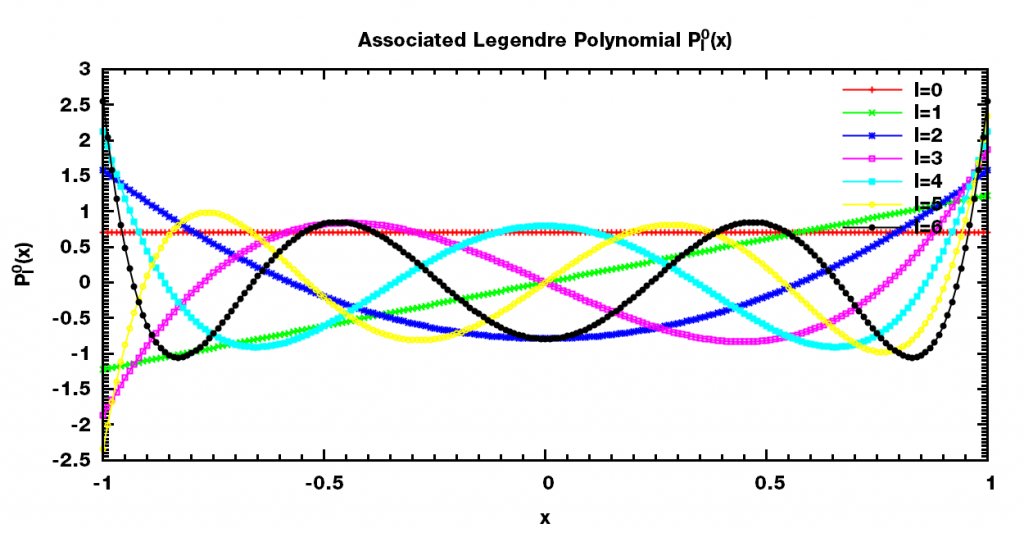 Associated Legendre Polynomial P_l^0(x)
3
2.5
2
1.5
1
0.5
0
-0.5
-1
-1.5
-2
-2.5
P_l^0(x)
-1 -0.5 0 0.5 1
x
l=0
l=1
l=2
l=3
l=4
l=5
l=6